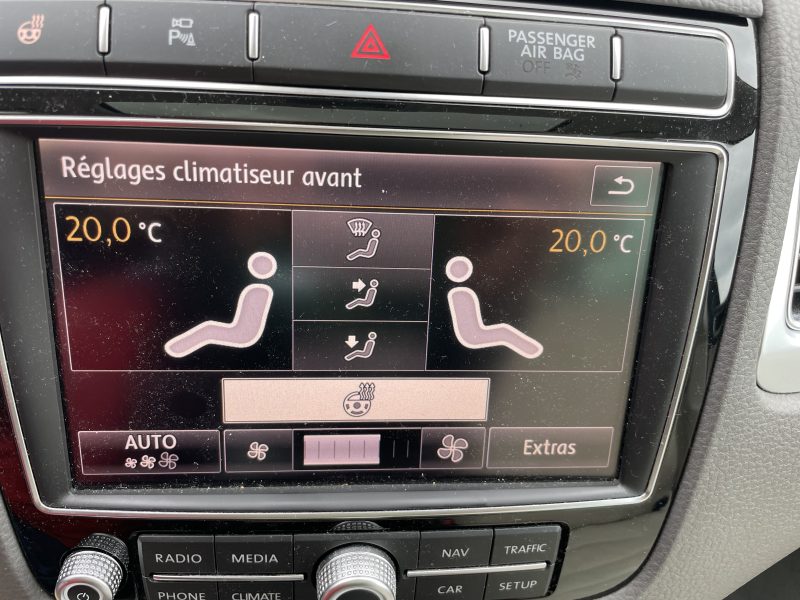 P
PASSENGER
AIR BAG
OFF
Réglages climatiseur avant
20,0 °C
20,0 °C
AUTO
Extras
RADIO
MEDIA
NAV
TRAFFIC
PHONE
CLIMATE
CAR
SETUP